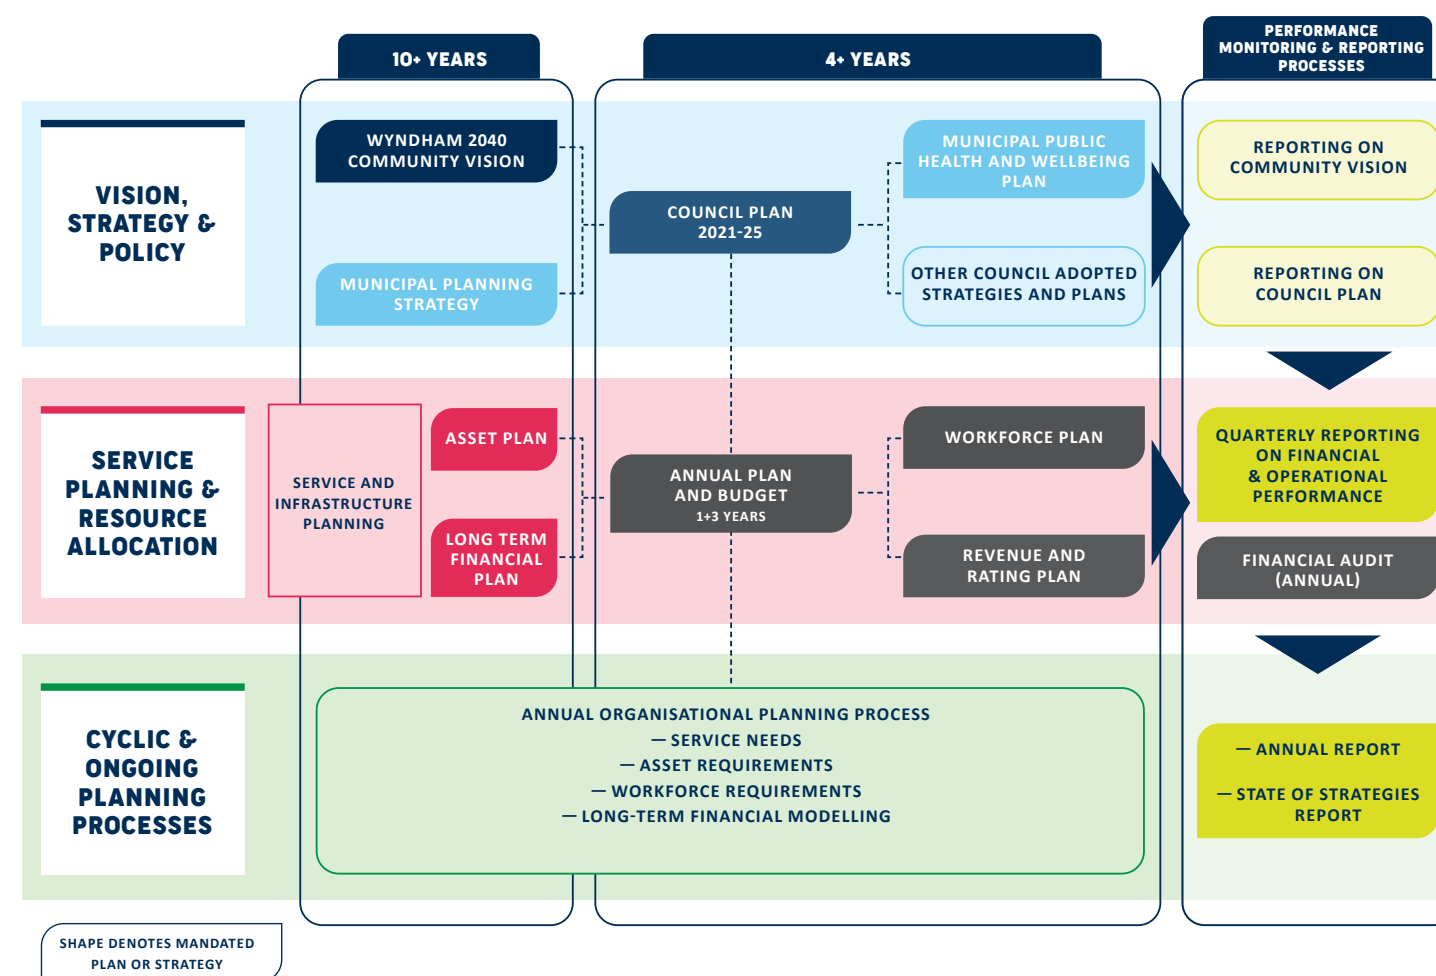 10+ YEARS
4+ YEARS
PERFORMANCE
MONITORING & REPORTING
PROCESSES
VISION,
STRATEGY &
POLICY
WYNDHAM 2040
COMMUNITY VISION
MUNICIPAL PLANNING
STRATEGY
COUNCIL PLAN
2021-25
MUNICIPAL PUBLIC
HEALTH AND WELLBEING
PLAN
OTHER COUNCIL ADOPTED
STRATEGIES AND PLANS
REPORTING ON
COMMUNITY VISION
REPORTING ON
COUNCIL PLAN
SERVICE
PLANNING &
RESOURCE
ALLOCATION
SERVICE AND
INFRASTRUCTURE
PLANNING
ASSET PLAN
LONG TERM
FINANCIAL
PLAN
ANNUAL PLAN
AND BUDGET
1+3 YEARS
WORKFORCE PLAN
REVENUE AND
RATING PLAN
QUARTERLY REPORTING
ON FINANCIAL
& OPERATIONAL
PERFORMANCE
FINANCIAL AUDIT
(ANNUAL)
CYCLIC &
ONGOING
PLANNING
PROCESSES
ANNUAL ORGANISATIONAL PLANNING PROCESS
— SERVICE NEEDS
— ASSET REQUIREMENTS
— WORKFORCE REQUIREMENTS
— LONG-TERM FINANCIAL MODELLING
— ANNUAL REPORT
— STATE OF STRATEGIES
REPORT
SHAPE DENOTES MANDATED
PLAN OR STRATEGY